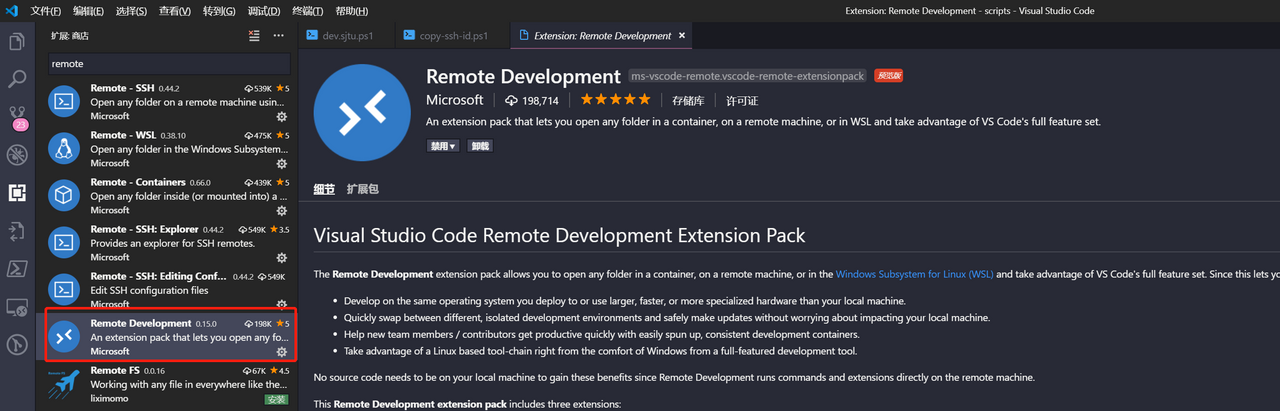 文件(F) 编辑(E) 选择(S) 查看(V) 转到(G) 调试(D) 终端(T) 帮助(H) Extension: Remote Development - scripts - Visual Studio Code
扩展: 商店
dev.sjtu.ps1 copy-ssh-id.ps1 Extension: Remote Development
remote
Remote - SSH 0.44.2 539K 5
Open any folder on a remote machine usin...
Microsoft
Remote - WSL 0.38.10 475K 5
Open any folder in the Windows Subsystem...
Microsoft
Remote - Containers 0.66.0 439K 5
Open any folder inside (or mounted into) a ...
Microsoft
Remote - SSH: Explorer 0.44.2 549K 3.5
Provides an explorer for SSH remotes.
Microsoft
Remote - SSH: Editing Conf... 0.44.2 549K
Edit SSH configuration files
Microsoft
Remote Development 0.15.0 198K 5
An extension pack that lets you open any fo...
Microsoft
Remote FS 0.0.16 67K 4.5
Working with any file in everywhere like the...
liximomo 安装
23
Remote Development ms-vscode-remote.vscode-remote-extensionpack 预览版
Microsoft 198,714 存储库 许可证
An extension pack that lets you open any folder in a container, on a remote machine, or in WSL and take advantage of VS Code's full feature set.
禁用 卸载
细节 扩展包
Visual Studio Code Remote Development Extension Pack
The Remote Development extension pack allows you to open any folder in a container, on a remote machine, or in the Windows Subsystem for Linux (WSL) and take advantage of VS Code's full feature set. Since this lets yo
Develop on the same operating system you deploy to or use larger, faster, or more specialized hardware than your local machine.
Quickly swap between different, isolated development environments and safely make updates without worrying about impacting your local machine.
Help new team members / contributors get productive quickly with easily spun up, consistent development containers.
Take advantage of a Linux based tool-chain right from the comfort of Windows from a full-featured development tool.
No source code needs to be on your local machine to gain these benefits since Remote Development runs commands and extensions directly on the remote machine.
This Remote Development extension pack includes three extensions: